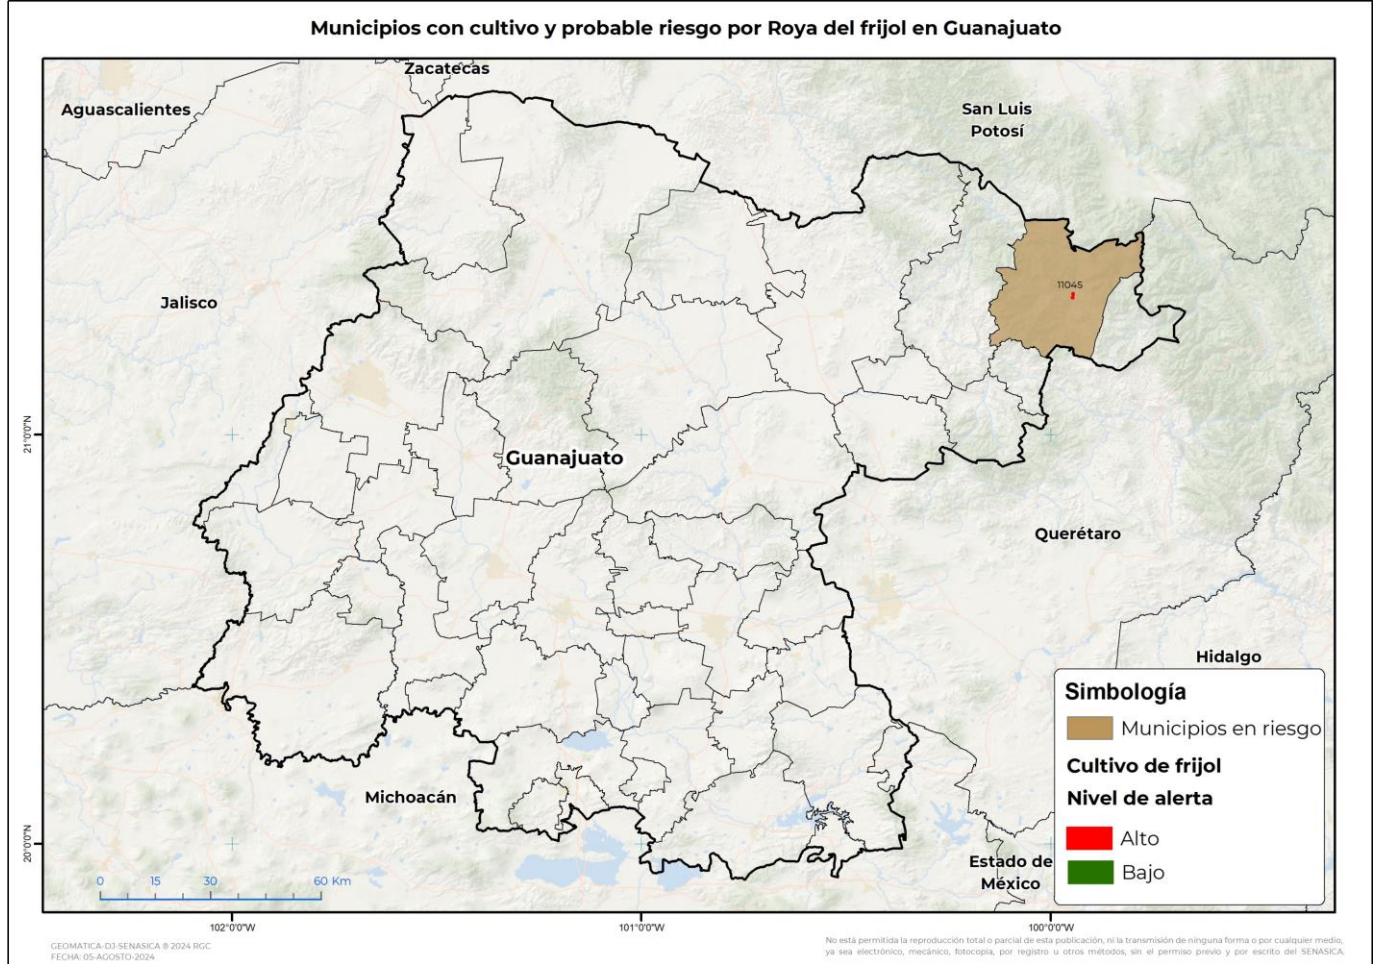 Municipios con cultivo y probable riesgo por Roya del frijol en Guanajuato
Zacatecas
Aguascalientes
San Luis
Potosí
11045
Jalisco
21°0'0"N
Guanajuato
Querétaro
Hidalgo
Simbología
Municipios en riesgo
Cultivo de frijol
Nivel de alerta
Alto
Bajo
Michoacán
20°0'0"N
Estado de
México
0 15 30 60 Km
102°0'0"W 101°0'0"W 100°0'0"W
GEOMATICA-DJ-SENASICA ® 2024 RGC
FECHA: 05-AGOSTO-2024
No está permitida la reproducción total o parcial de esta publicación, ni la transmisión de ninguna forma o por cualquier medio,
ya sea electrónico, mecánico, fotocopia, por registro u otros métodos, sin el permiso previo y por escrito del SENASICA.